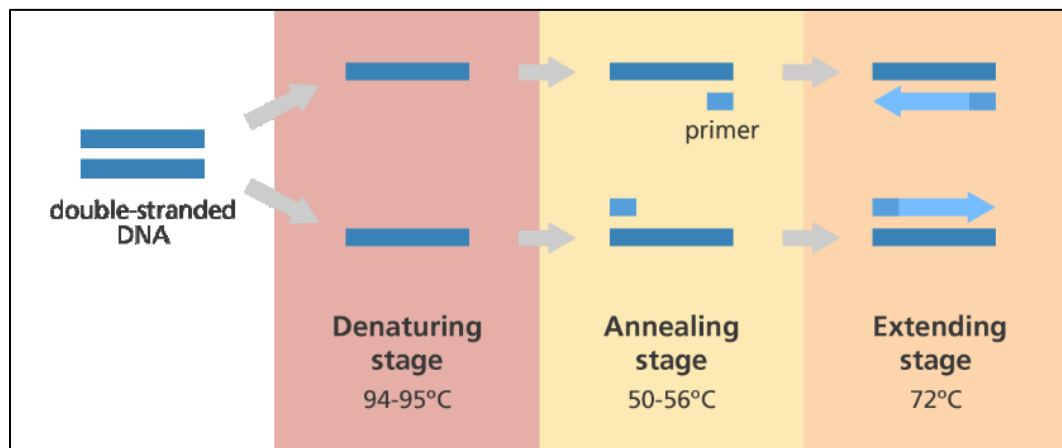 primer
double-stranded
DNA
Denaturing
stage
94-95ºC
Annealing
stage
50-56ºC
Extending
stage
72ºC